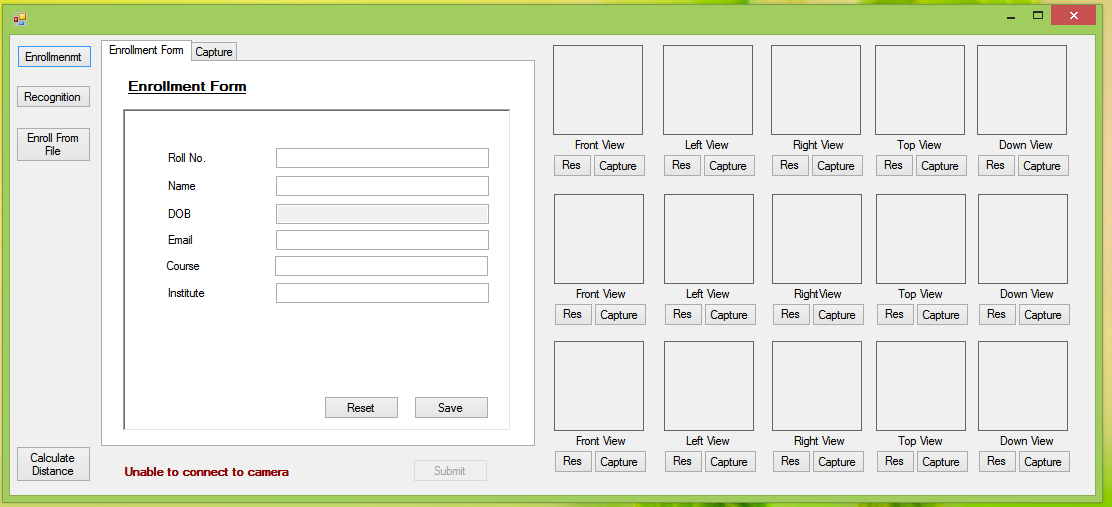 Enrollmenmt
Recognition
Enroll From
File
Calculate
Distance
Enrollment Form
Capture
Enrollment Form
Roll No.
Name
DOB
Email
Course
Institute
Reset
Save
Unable to connect to camera
Submit
Front View
Left View
Right View
Top View
Down View
Res
Capture
Res
Capture
Res
Capture
Res
Capture
Res
Capture
Front View
Left View
RightView
Top View
Down View
Res
Capture
Res
Capture
Res
Capture
Res
Capture
Res
Capture
Front View
Left View
Right View
Top View
Down View
Res
Capture
Res
Capture
Res
Capture
Res
Capture
Res
Capture